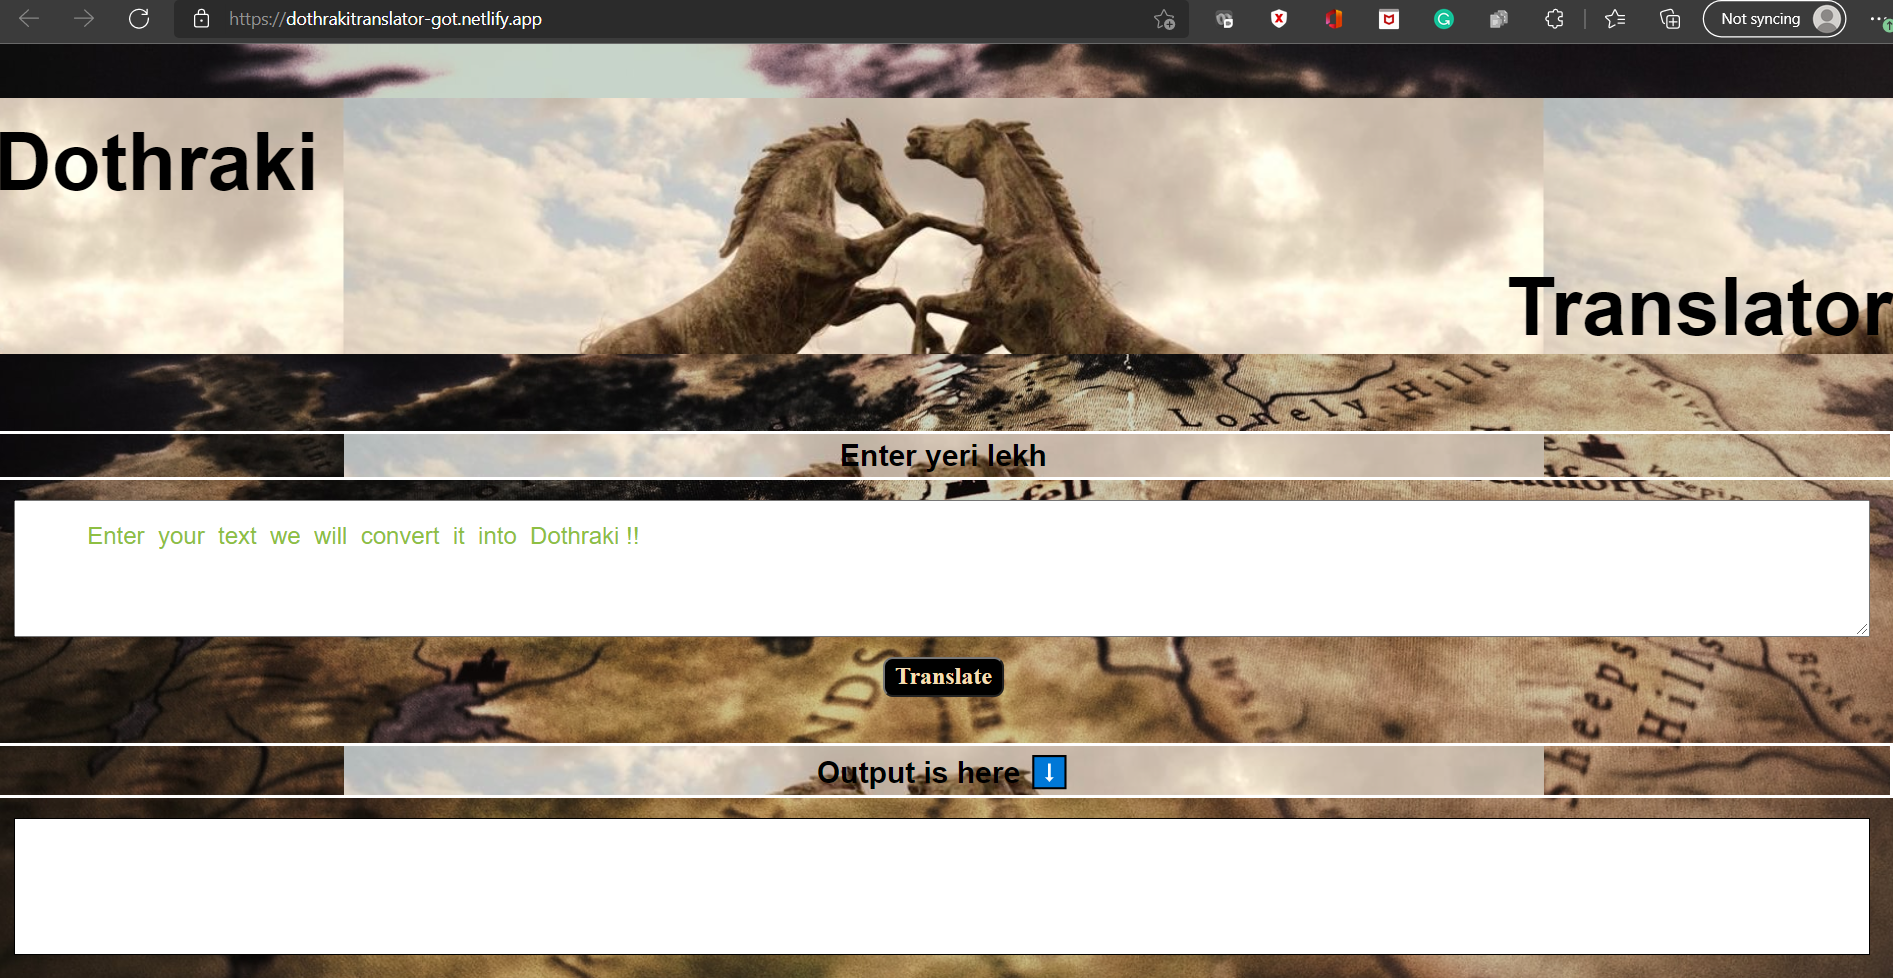 https://dothrakitranslator-got.netlify.app
Not syncing
Dothraki
Translator
Lonely Hills
Enter yeri lekh
Enter your text we will convert it into Dothraki !!
Translate
Sheeps
Hills
Output is here ⬇